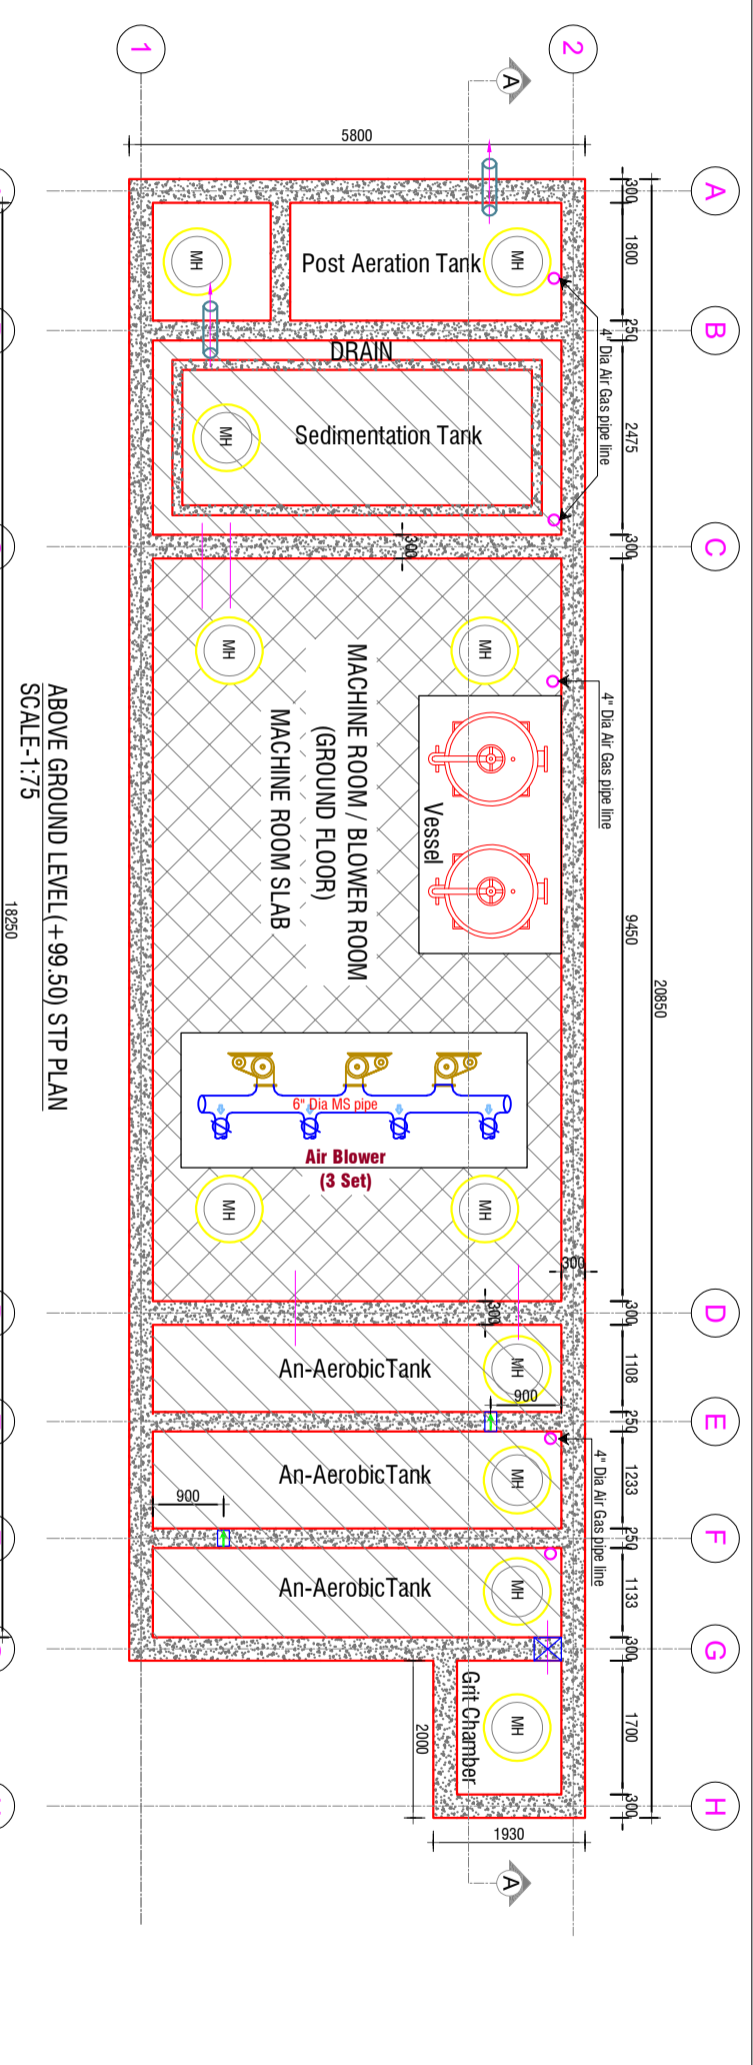 1
2
A
5800
300
1800
250
2475
300
9450
20850
300
1108
250
1233
250
1133
300
1700
300
A
B
C
D
E
F
G
H
MH
Post Aeration Tank
MH
4" Dia Air Gas pipe line
DRAIN
MH
Sedimentation Tank
300
MH
MH
4" Dia Air Gas pipe line
MACHINE ROOM / BLOWER ROOM
(GROUND FLOOR)
MACHINE ROOM SLAB
Vessel
6" Dia MS pipe
Air Blower
(3 Set)
MH
MH
300
300
An-AerobicTank
MH
900
An-AerobicTank
MH
900
4" Dia Air Gas pipe line
An-AerobicTank
MH
Grit Chamber
MH
2000
1930
A
ABOVE GROUND LEVEL(+99.50) STP PLAN
SCALE-1:75
18250